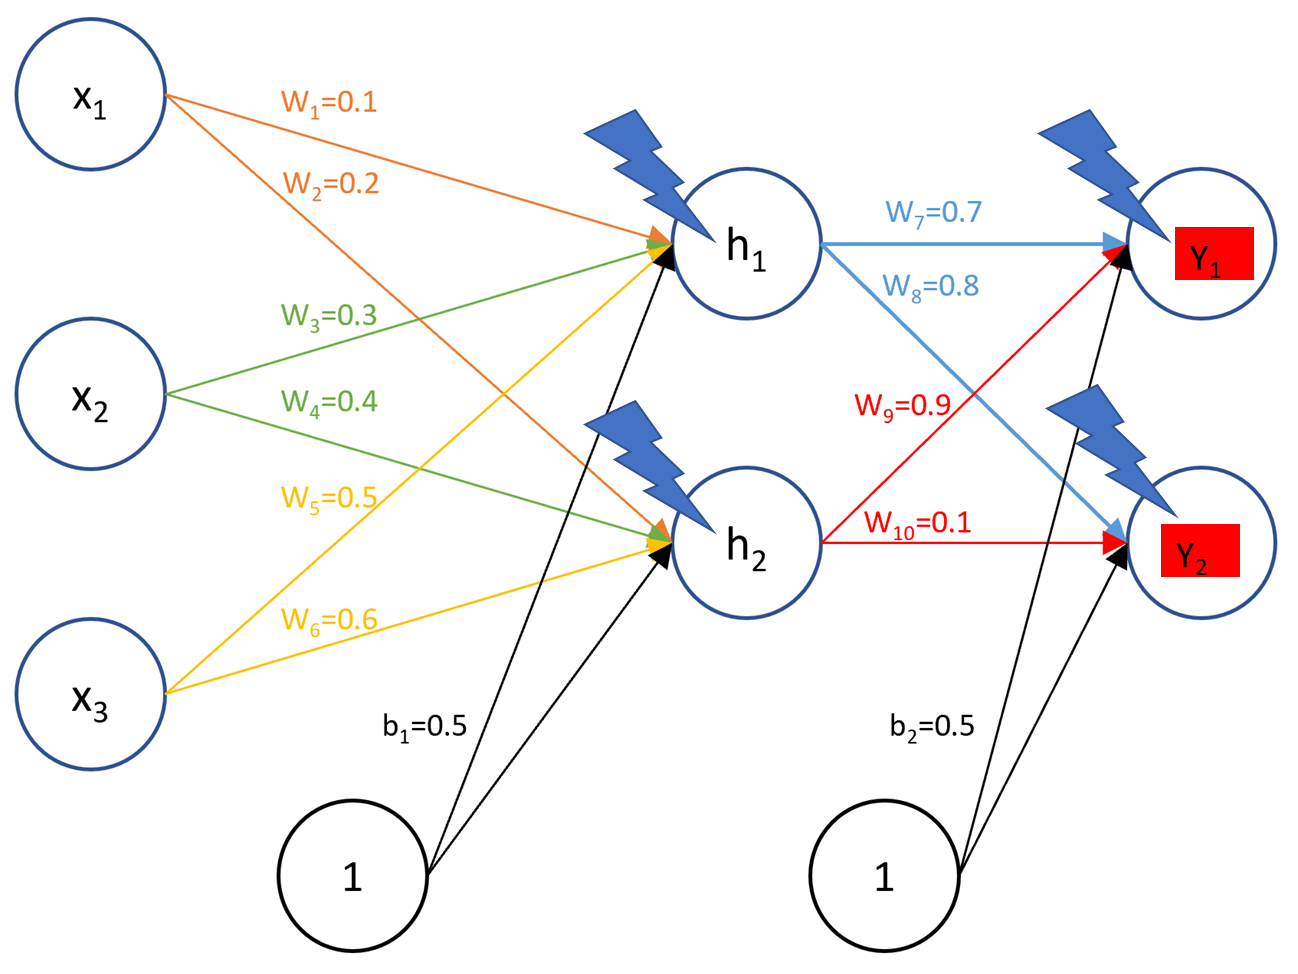 x₁
W₁=0.1
W₂=0.2
h₁
W₇=0.7
Y₁
W₈=0.8
W₃=0.3
x₂
W₄=0.4
W₉=0.9
W₅=0.5
h₂
W₁₀=0.1
Y₂
W₆=0.6
x₃
b₁=0.5
b₂=0.5
1
1